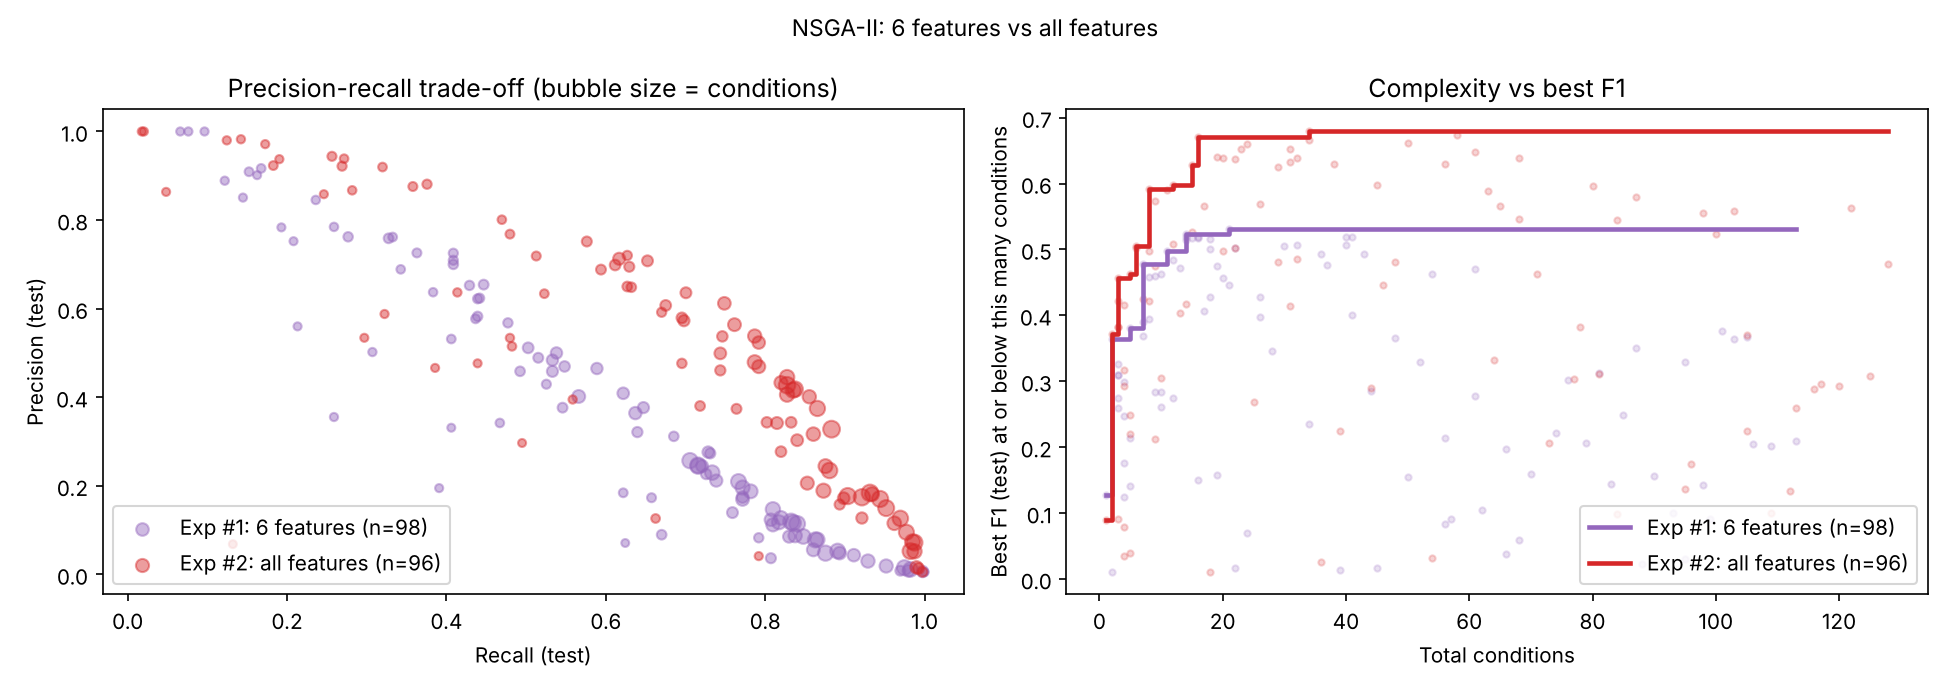 NSGA-II: 6 features vs all features
Precision-recall trade-off (bubble size = conditions)
Precision (test)
1.0
0.8
0.6
0.4
0.2
0.0
Exp #1: 6 features (n=98)
Exp #2: all features (n=96)
0.0 0.2 0.4 0.6 0.8 1.0
Recall (test)
Complexity vs best F1
Best F1 (test) at or below this many conditions
0.7
0.6
0.5
0.4
0.3
0.2
0.1
0.0
Exp #1: 6 features (n=98)
Exp #2: all features (n=96)
0 20 40 60 80 100 120
Total conditions